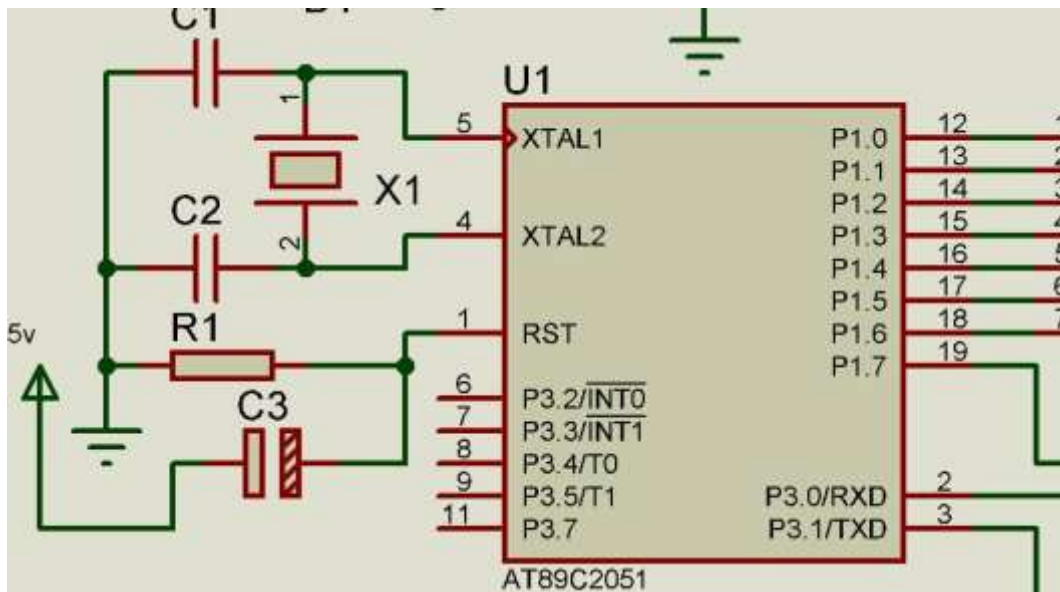 C1
U1
1
5
XTAL1
P1.0
12
P1.1
13
P1.2
14
X1
C2
2
4
XTAL2
P1.3
15
P1.4
16
P1.5
17
R1
5v
1
RST
P1.6
18
P1.7
19
C3
6
P3.2/INT0
7
P3.3/INT1
8
P3.4/T0
9
P3.5/T1
P3.0/RXD
2
11
P3.7
P3.1/TXD
3
AT89C2051